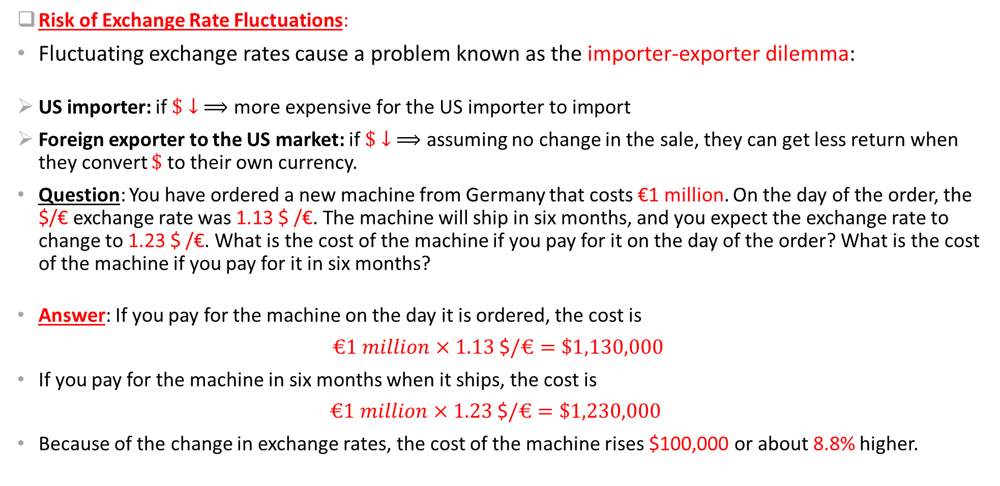 Risk of Exchange Rate Fluctuations:
• Fluctuating exchange rates cause a problem known as the importer-exporter dilemma:
US importer: if $ ↓ ⟹ more expensive for the US importer to import
Foreign exporter to the US market: if $ ↓ ⟹ assuming no change in the sale, they can get less return when
they convert $ to their own currency.
• Question: You have ordered a new machine from Germany that costs €1 million. On the day of the order, the
$/€ exchange rate was 1.13 $ /€. The machine will ship in six months, and you expect the exchange rate to
change to 1.23 $ /€. What is the cost of the machine if you pay for it on the day of the order? What is the cost
of the machine if you pay for it in six months?
• Answer: If you pay for the machine on the day it is ordered, the cost is
€1 million × 1.13 $/€ = $1,130,000
• If you pay for the machine in six months when it ships, the cost is
€1 million × 1.23 $/€ = $1,230,000
• Because of the change in exchange rates, the cost of the machine rises $100,000 or about 8.8% higher.